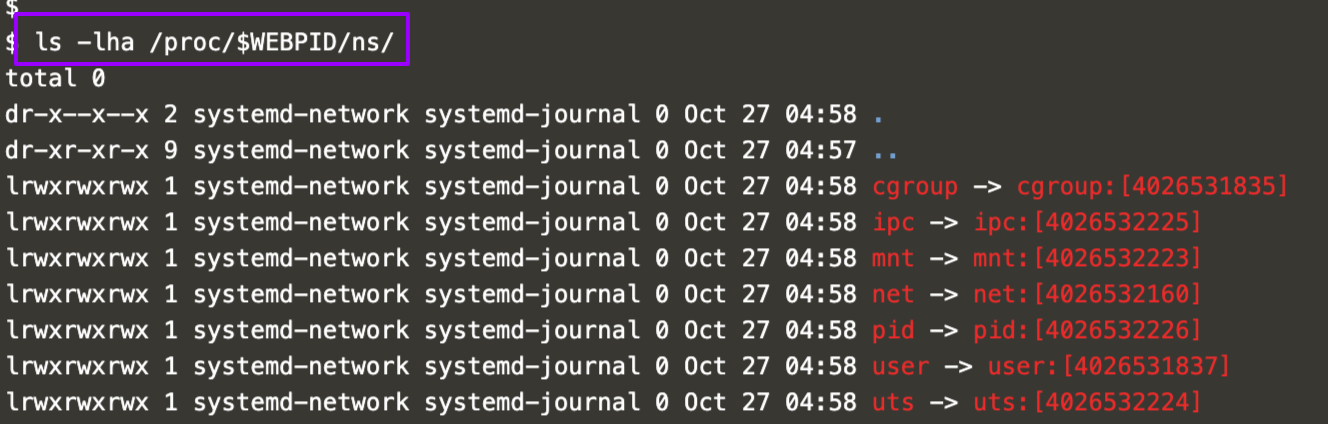 $
$ ls -lha /proc/$WEBPID/ns/
total 0
dr-x--x--x 2 systemd-network systemd-journal 0 Oct 27 04:58 .
dr-xr-xr-x 9 systemd-network systemd-journal 0 Oct 27 04:57 ..
lrwxrwxrwx 1 systemd-network systemd-journal 0 Oct 27 04:58 cgroup -> cgroup:[4026531835]
lrwxrwxrwx 1 systemd-network systemd-journal 0 Oct 27 04:58 ipc -> ipc:[4026532225]
lrwxrwxrwx 1 systemd-network systemd-journal 0 Oct 27 04:58 mnt -> mnt:[4026532223]
lrwxrwxrwx 1 systemd-network systemd-journal 0 Oct 27 04:58 net -> net:[4026532160]
lrwxrwxrwx 1 systemd-network systemd-journal 0 Oct 27 04:58 pid -> pid:[4026532226]
lrwxrwxrwx 1 systemd-network systemd-journal 0 Oct 27 04:58 user -> user:[4026531837]
lrwxrwxrwx 1 systemd-network systemd-journal 0 Oct 27 04:58 uts -> uts:[4026532224]